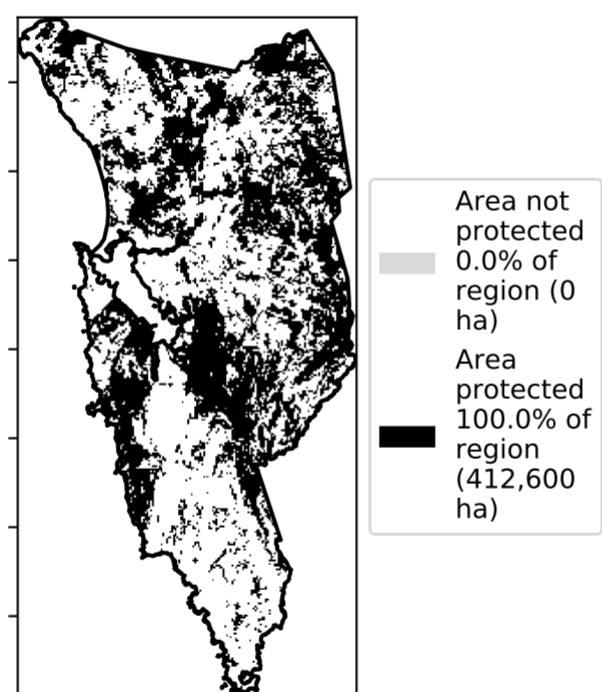 Area not
protected
0.0% of
region (0
ha)
Area
protected
100.0% of
region
(412,600
ha)